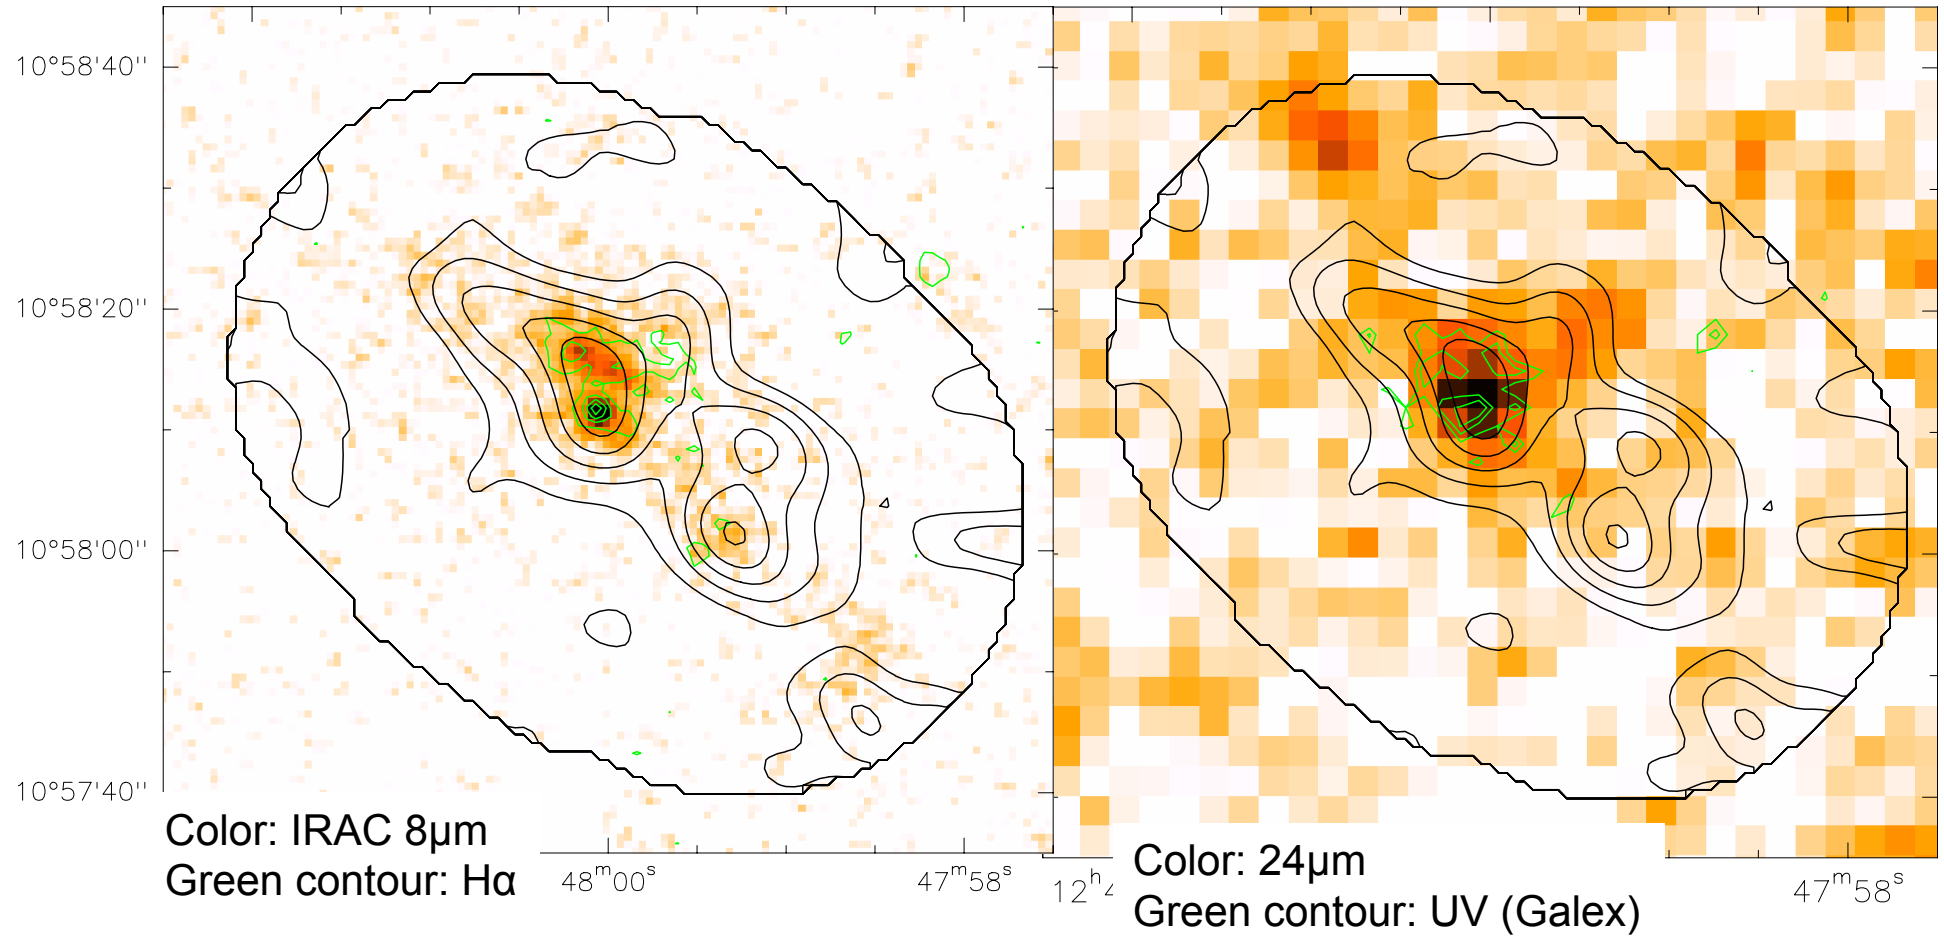 10°58'40''
10°58'20''
10°58'00''
10°57'40''
Color: IRAC 8µm
Green contour: Hα
48ᵐ00ˢ
47ᵐ58ˢ
12ʰ4
47ᵐ58ˢ
Color: 24µm
Green contour: UV (Galex)